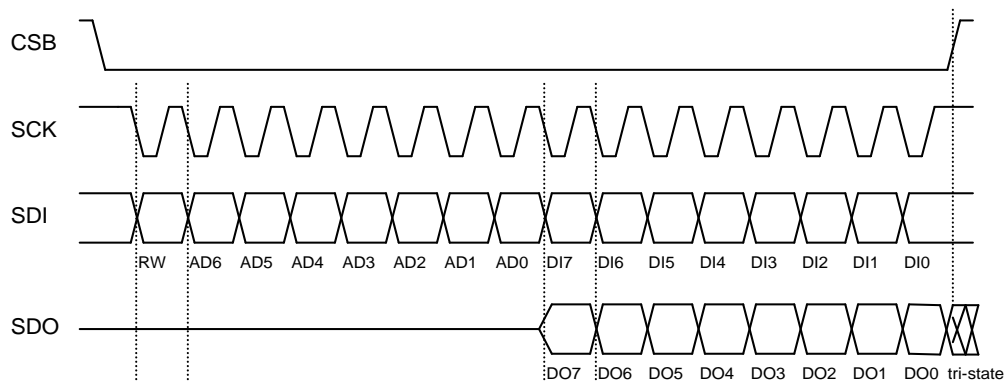 CSB
SCK
SDI
RW AD6 AD5 AD4 AD3 AD2 AD1 AD0 DI7 DI6 DI5 DI4 DI3 DI2 DI1 DI0
SDO
DO7 DO6 DO5 DO4 DO3 DO2 DO1 DO0 tri-state